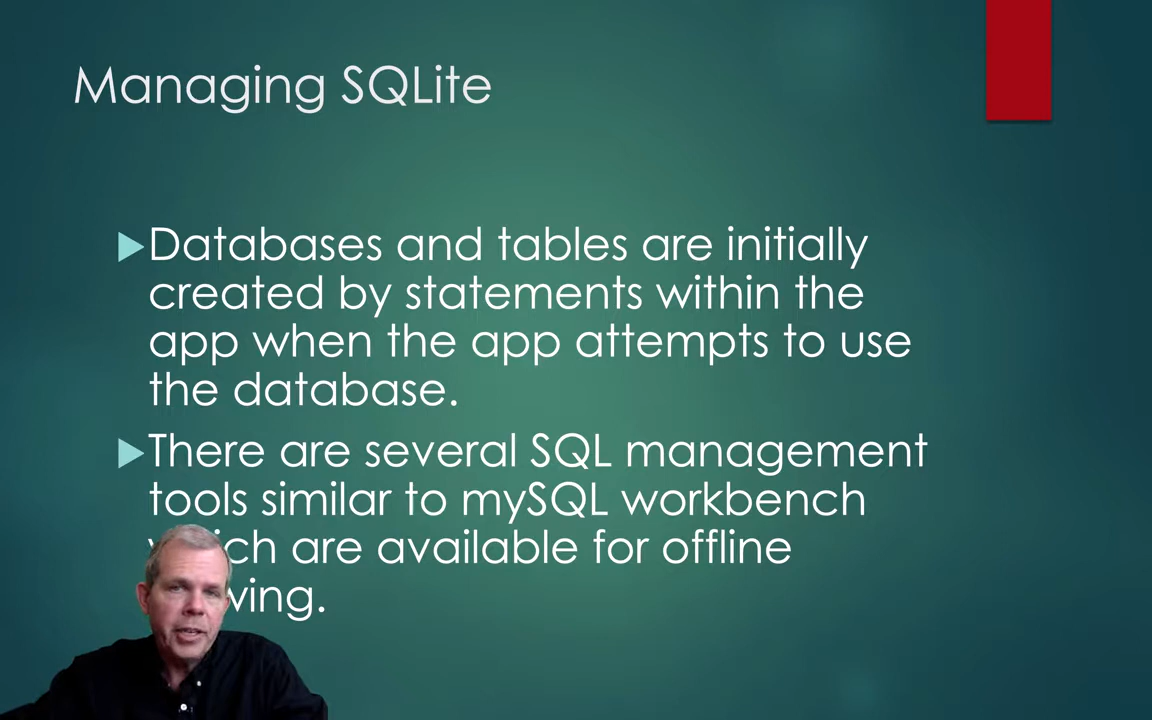 Managing SQLite
Databases and tables are initially
created by statements within the
app when the app attempts to use
the database.
There are several SQL management
tools similar to mySQL workbench
are available for offline